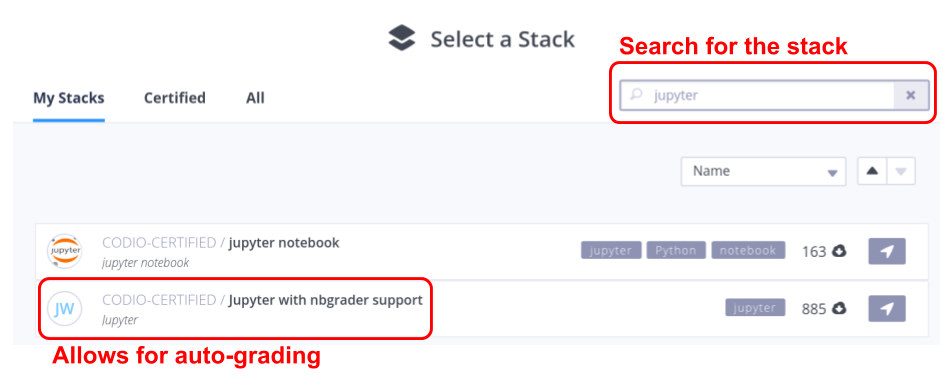 Select a Stack
Search for the stack
My Stacks Certified All
jupyter
Name
jupyter
CODIO-CERTIFIED / jupyter notebook
jupyter notebook
jupyter Python notebook 163
JW
CODIO-CERTIFIED / Jupyter with nbgrader support
Jupyter
jupyter 885
Allows for auto-grading